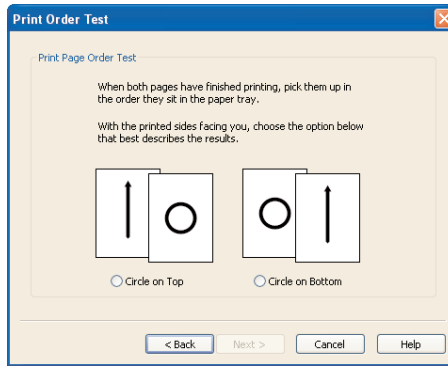 Print Order Test
Print Page Order Test
When both pages have finished printing, pick them up in
the order they sit in the paper tray.
With the printed sides facing you, choose the option below
that best describes the results.
Circle on Top
Circle on Bottom
< Back
Next >
Cancel
Help